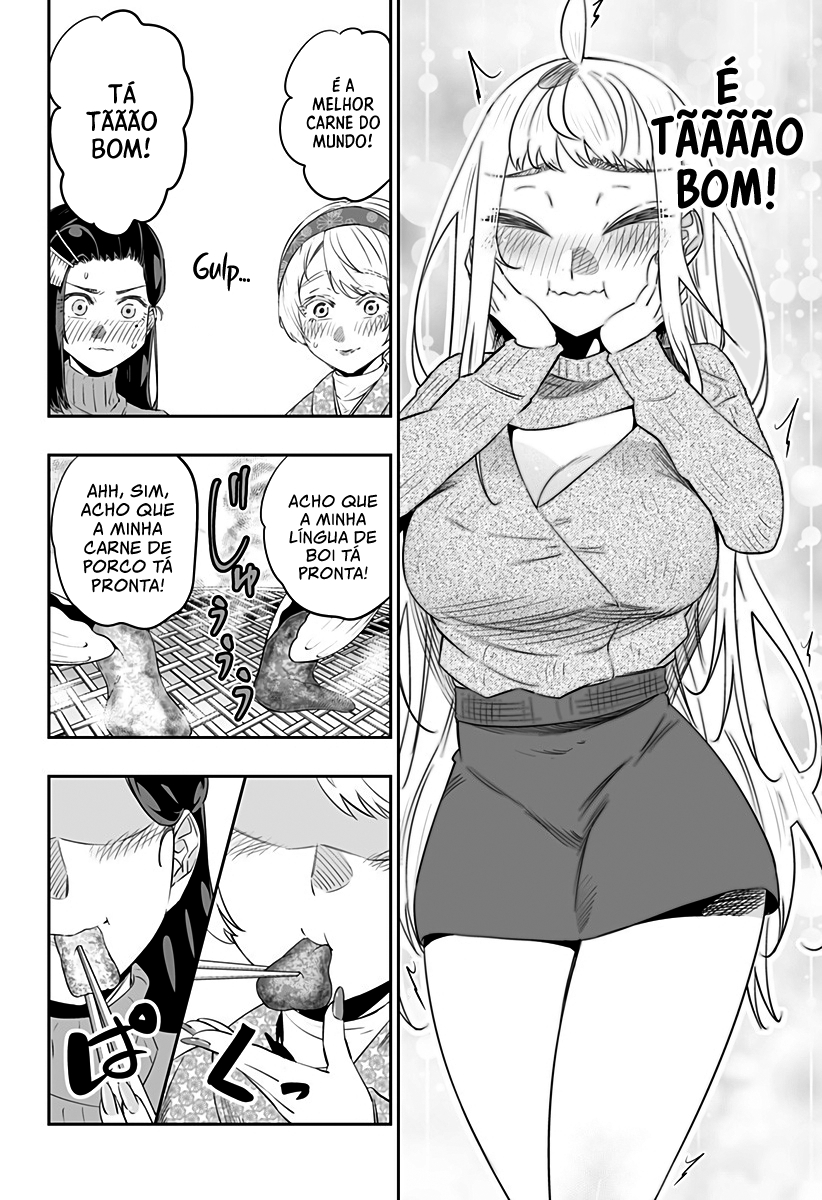 É
TÃÃÃÃO
BOM!
É A
MELHOR
CARNE DO
MUNDO!
TÁ
TÃÃÃO
BOM!
Gulp...
ACHO QUE
A MINHA
LÍNGUA
DE BOI TÁ
PRONTA!
じゅううう
AHH, SIM,
ACHO QUE
A MINHA
CARNE DE
PORCO TÁ
PRONTA!
ぱくっ